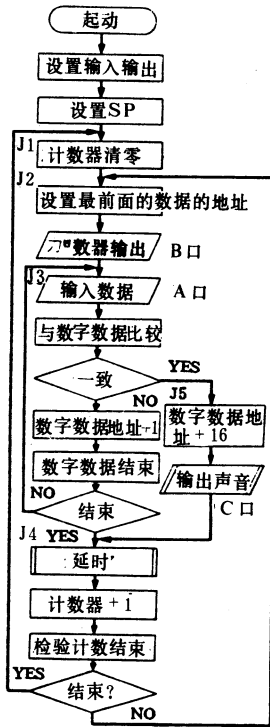 起动
设置输入输出
设置SP
J1
计数器清零
J2
设置最前面的数据的地址
数器输出 B口
J3
输入数据 A口
与数字数据比较
YES
一致
NO
J5
数字数据地址+1
数字数据地址+16
数字数据结束
输出声音
NO
结束
C口
J4 YES
延时
计数器+1
检验计数结束
YES
结束?
NO